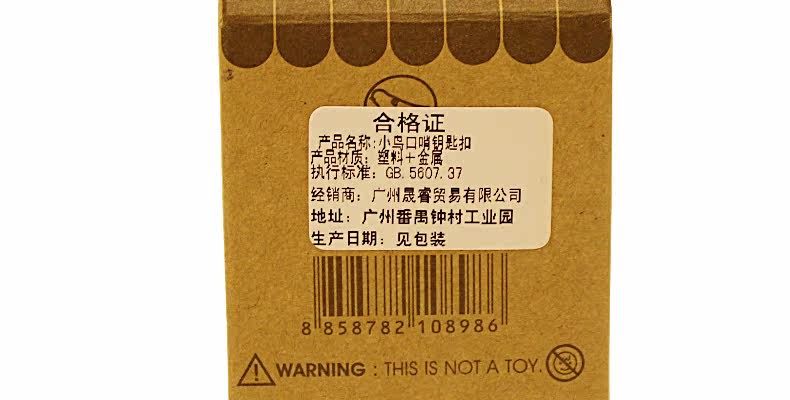 合格证
产品名称:小鸟口哨钥匙扣
产品材质：塑料＋金属
执行标准：GB.5607.37
经销商：广州晟睿贸易有限公司
地址：广州番禺钟村工业园
生产日期：见包装
8 858782 108986
WARNING : THIS IS NOT A TOY.